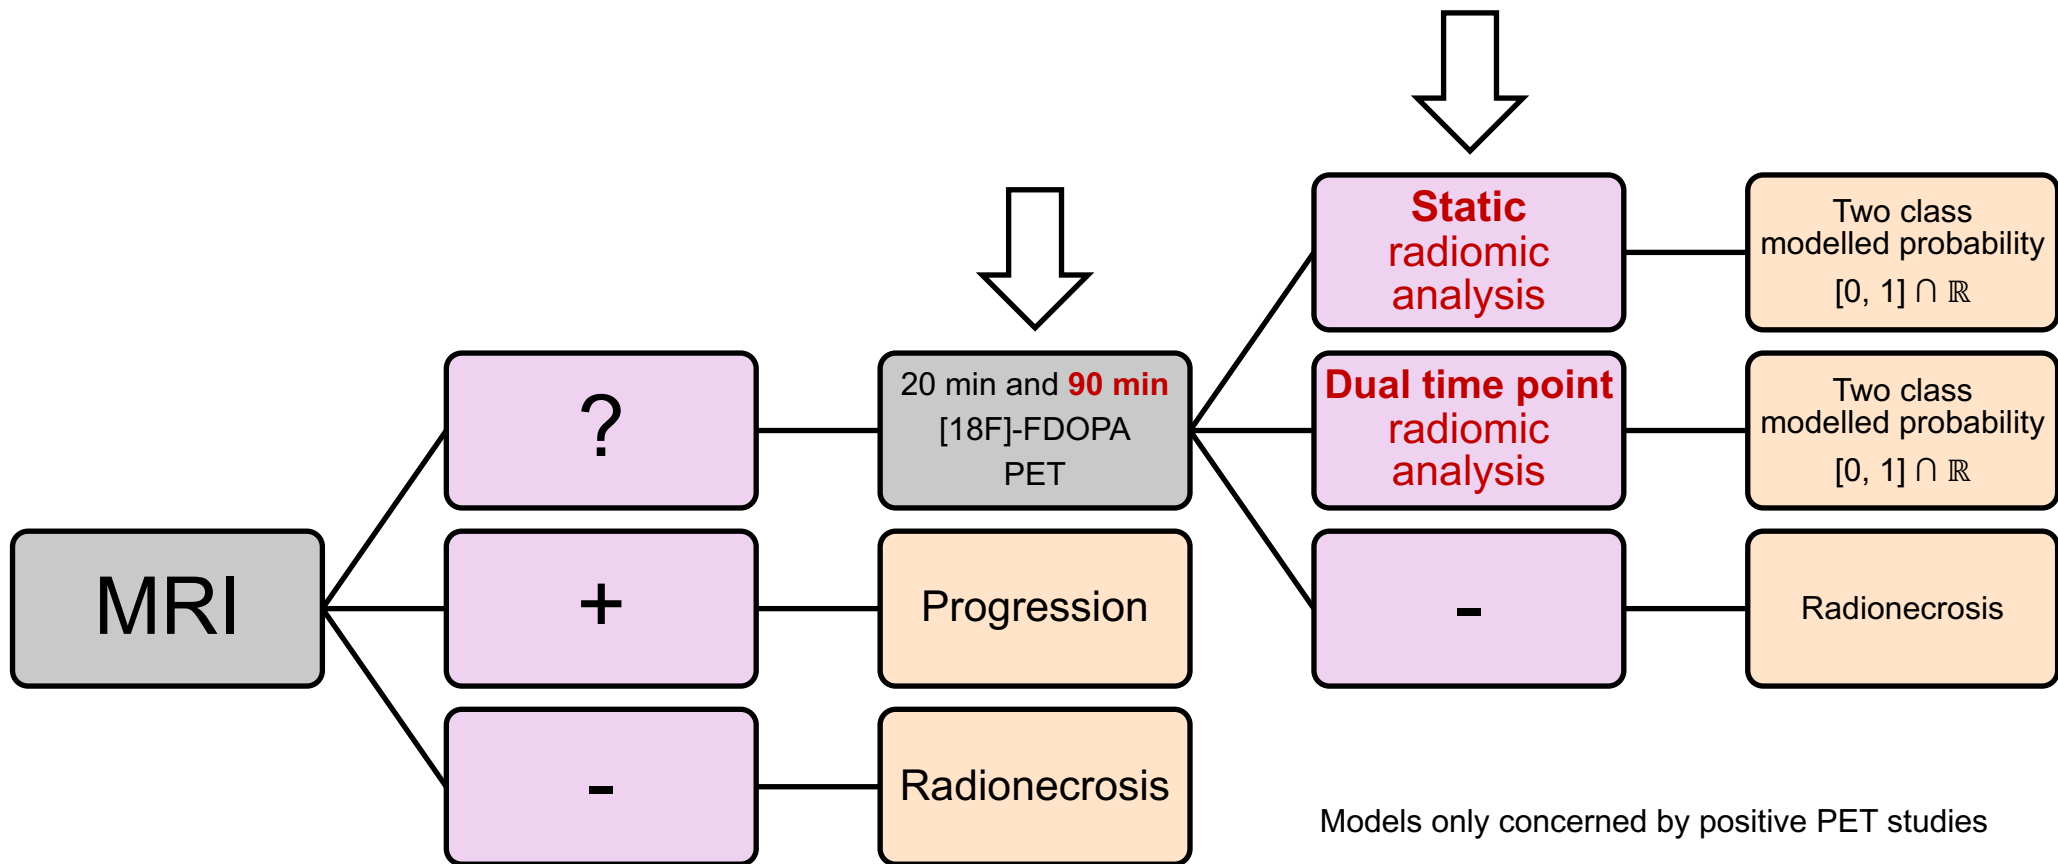 MRI
?
+
-
20 min and 90 min
[18F]-FDOPA
PET
Progression
Radionecrosis
Static
radiomic
analysis
Dual time point
radiomic
analysis
-
Two class
modelled probability
[0, 1] ∩ ℝ
Two class
modelled probability
[0, 1] ∩ ℝ
Radionecrosis
Models only concerned by positive PET studies